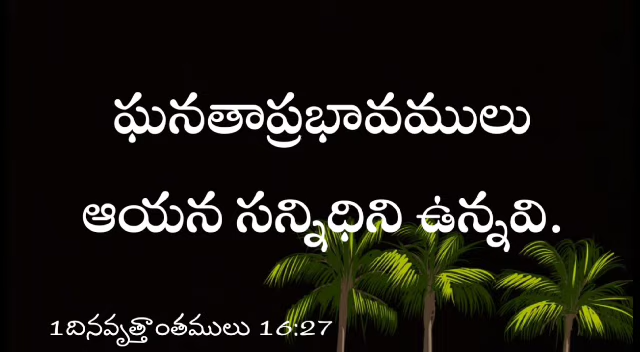 ఘనతాప్రభావములు
ఆయన సన్నిధిని ఉన్నవి.
1దినవృత్తాంతములు 16:27